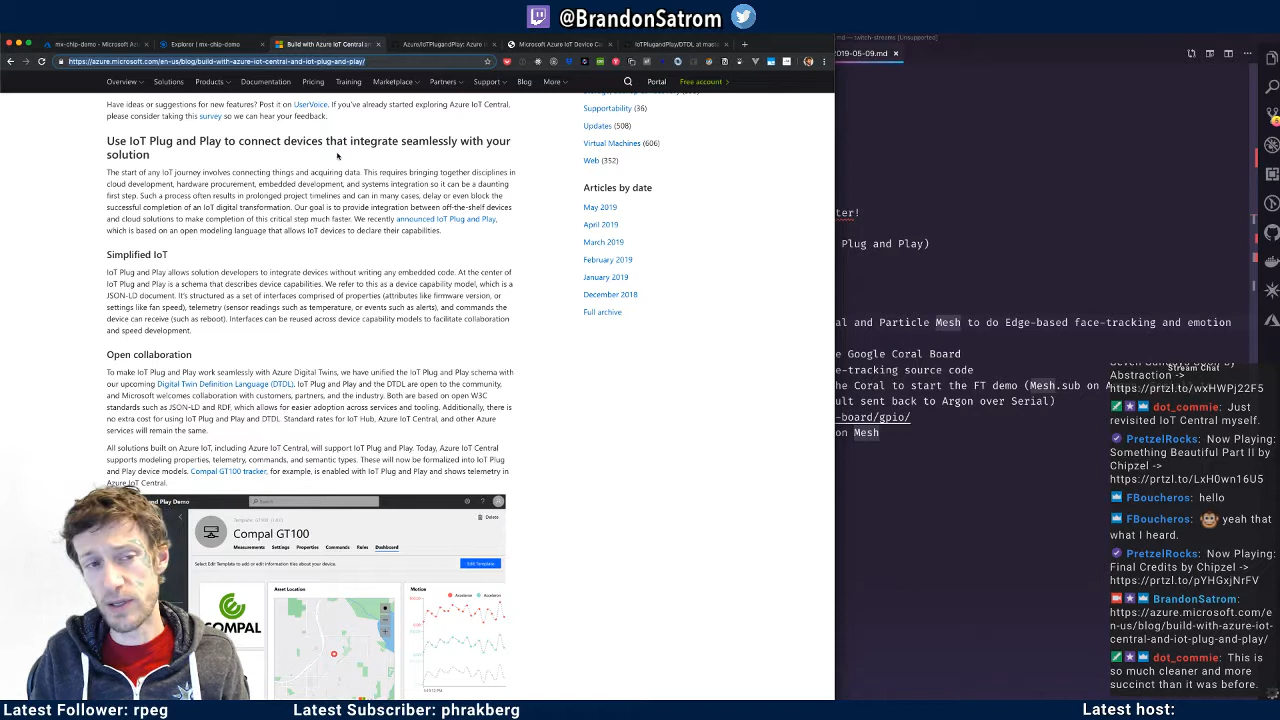 @BrandonSatrom
mx-chip-demo - Microsoft Az
Explorer | mx-chip-demo
Build with Azure IoT Central an
Azure/IoTPlugandPlay: Azure I
Microsoft Azure IoT Device Ca
IoTPlugandPlay/DTDL at mast
https://azure.microsoft.com/en-us/blog/build-with-azure-iot-central-and-iot-plug-and-play/
Overview
Solutions
Products
Documentation
Pricing
Training
Marketplace
Partners
Support
Blog
More
Portal
Free account
Have ideas or suggestions for new features? Post it on UserVoice. If you've already started exploring Azure IoT Central,
please consider taking this survey so we can hear your feedback.
Use IoT Plug and Play to connect devices that integrate seamlessly with your
solution
The start of any IoT journey involves connecting things and acquiring data. This requires bringing together disciplines in
cloud development, hardware procurement, embedded development, and systems integration so it can be a daunting
first step. Such a process often results in prolonged project timelines and can in many cases, delay or even block the
successful completion of an IoT digital transformation. Our goal is to provide integration between off-the-shelf devices
and cloud solutions to make completion of this critical step much faster. We recently announced IoT Plug and Play,
which is based on an open modeling language that allows IoT devices to declare their capabilities.
Simplified IoT
IoT Plug and Play allows solution developers to integrate devices without writing any embedded code. At the center of
IoT Plug and Play is a schema that describes device capabilities. We refer to this as a device capability model, which is a
JSON-LD document. It's structured as a set of interfaces comprised of properties (attributes like firmware version, or
settings like fan speed), telemetry (sensor readings such as temperature, or events such as alerts), and commands the
device can receive (such as reboot). Interfaces can be reused across device capability models to facilitate collaboration
and speed development.
Open collaboration
To make IoT Plug and Play work seamlessly with Azure Digital Twins, we have unified the IoT Plug and Play schema with
our upcoming Digital Twin Definition Language (DTDL). IoT Plug and Play and the DTDL are open to the community,
and Microsoft welcomes collaboration with customers, partners, and the industry. Both are based on open W3C
standards such as JSON-LD and RDF, which allows for easier adoption across services and tooling. Additionally, there is
no extra cost for using IoT Plug and Play and DTDL. Standard rates for IoT Hub, Azure IoT Central, and other Azure
services will remain the same.
All solutions built on Azure IoT, including Azure IoT Central, will support IoT Plug and Play. Today, Azure IoT Central
supports modeling properties, telemetry, commands, and semantic types. These will now be formalized into IoT Plug
and Play device models. Compal GT100 tracker, for example, is enabled with IoT Plug and Play and shows telemetry in
Azure IoT Central.
nd Play Demo
Search
Delete
Compal GT100
Measurements
Settings
Properties
Commands
Rules
Dashboard
Select Edit Template to add or edit information tiles about your device.
Edit Template
COMPAL
Asset Location
Motion
Supportability (36)
Updates (508)
Virtual Machines (606)
Web (352)
Articles by date
May 2019
April 2019
March 2019
February 2019
January 2019
December 2018
Full archive
md — twitch-streams [Unsupported]
2019-05-09.md
ter!
Plug and Play)
al and Particle Mesh to do Edge-based face-tracking and emotion
e Google Coral Board
e-tracking source code
he Coral to start the FT demo (Mesh.sub on A
ult sent back to Argon over Serial)
-board/gpio/
on Mesh
Stream Chat
Abstraction ->
https://prtzl.to/wxHWPj22F5
dot_commie: Just
revisited IoT Central myself.
PretzelRocks: Now Playing:
Something Beautiful Part II by
Chipzel ->
https://prtzl.to/LxH0wn16U5
FBoucheros: hello
FBoucheros: yeah that
what I heard.
PretzelRocks: Now Playing:
Final Credits by Chipzel ->
https://prtzl.to/pYHGxjNrFV
BrandonSatrom:
https://azure.microsoft.com/e
n-us/blog/build-with-azure-iot-
central-and-iot-plug-and-play/
dot_commie: This is
so much cleaner and more
succinct than it was before.
Latest Follower: rpeg
Latest Subscriber: phrakberg
Latest host: